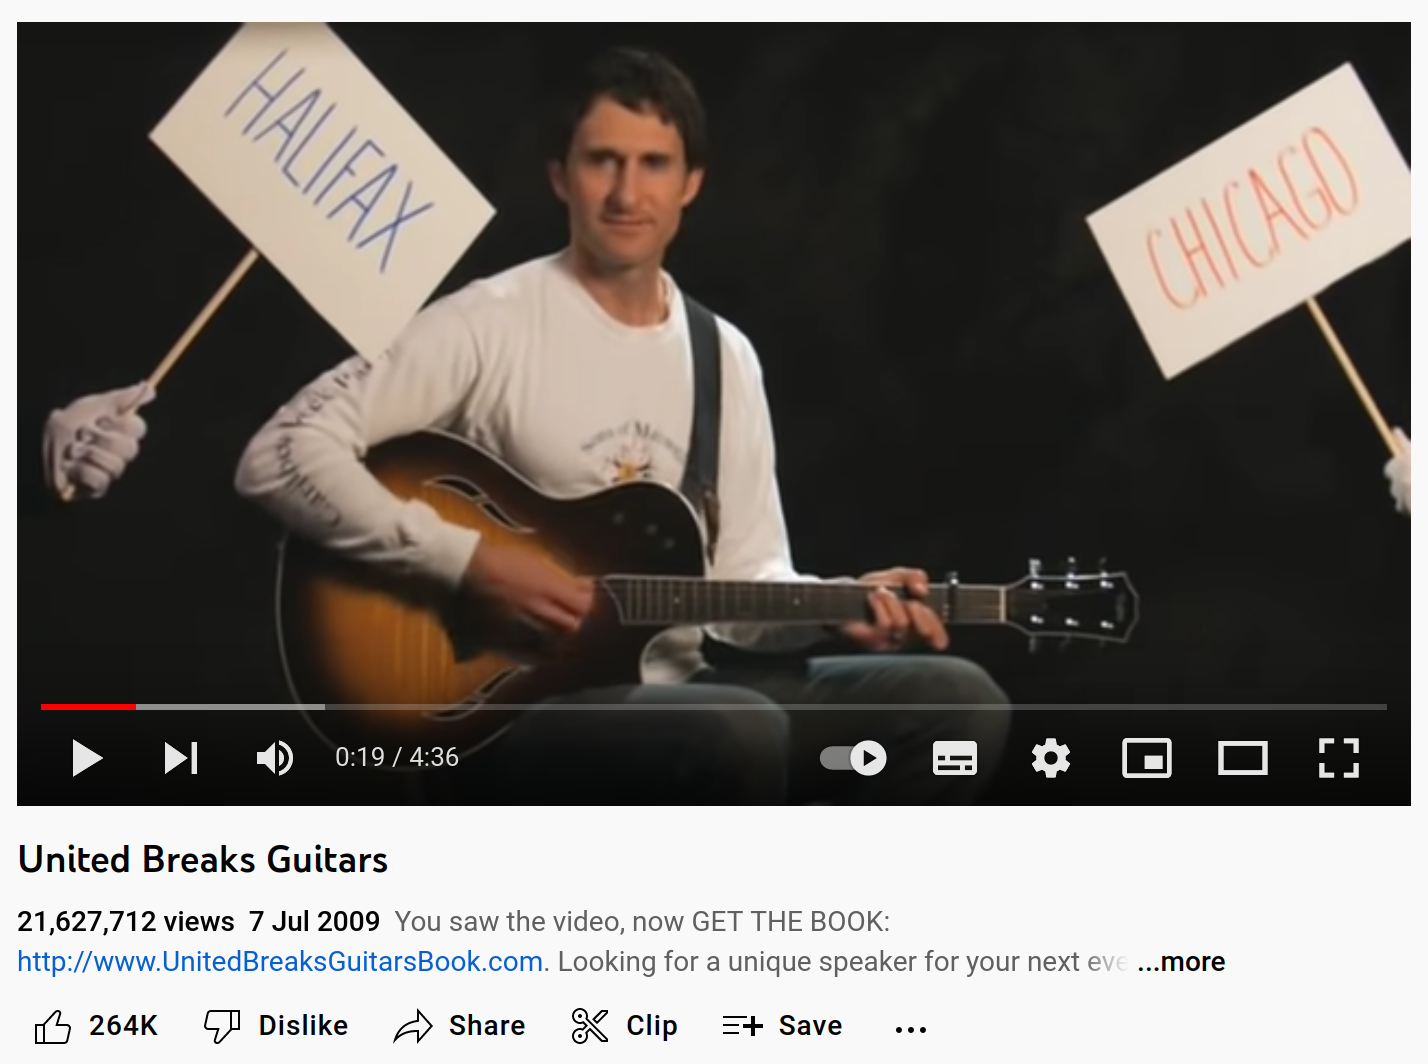 HALIFAX
CHICAGO
0:19 / 4:36
United Breaks Guitars
21,627,712 views 7 Jul 2009 You saw the video, now GET THE BOOK:
http://www.UnitedBreaksGuitarsBook.com. Looking for a unique speaker for your next eve ...more
264K Dislike Share Clip Save ...